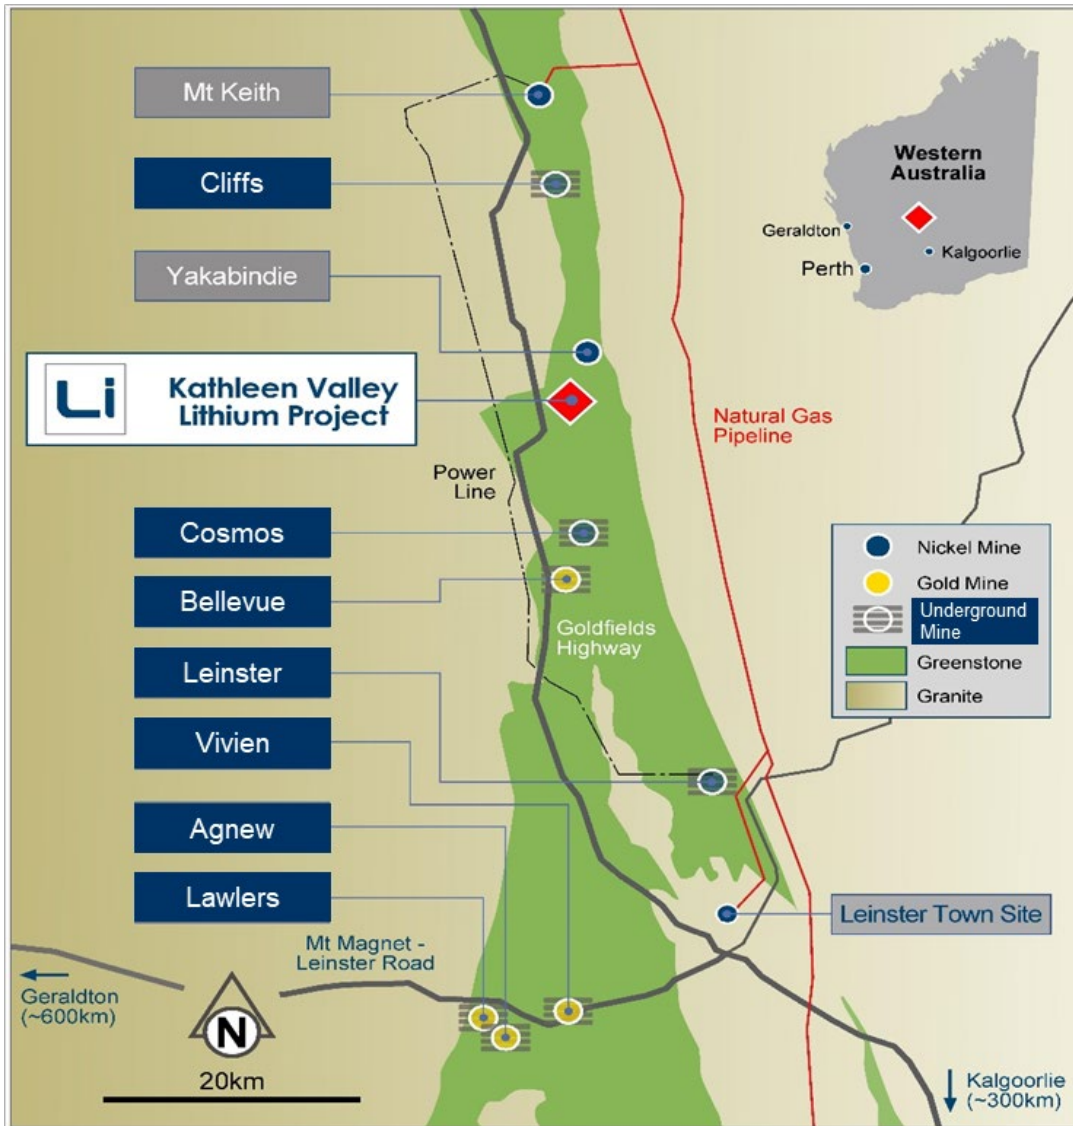 Mt Keith
Cliffs
Yakabindie
Li
Kathleen Valley
Lithium Project
Power
Line
Cosmos
Bellevue
Goldfields
Highway
Leinster
Vivien
Agnew
Lawlers
Natural Gas
Pipeline
Western
Australia
Geraldton
Kalgoorlie
Perth
Nickel Mine
Gold Mine
Underground
Mine
Greenstone
Granite
Leinster Town Site
Mt Magnet -
Leinster Road
Geraldton
(~600km)
N
20km
Kalgoorlie
(~300km)